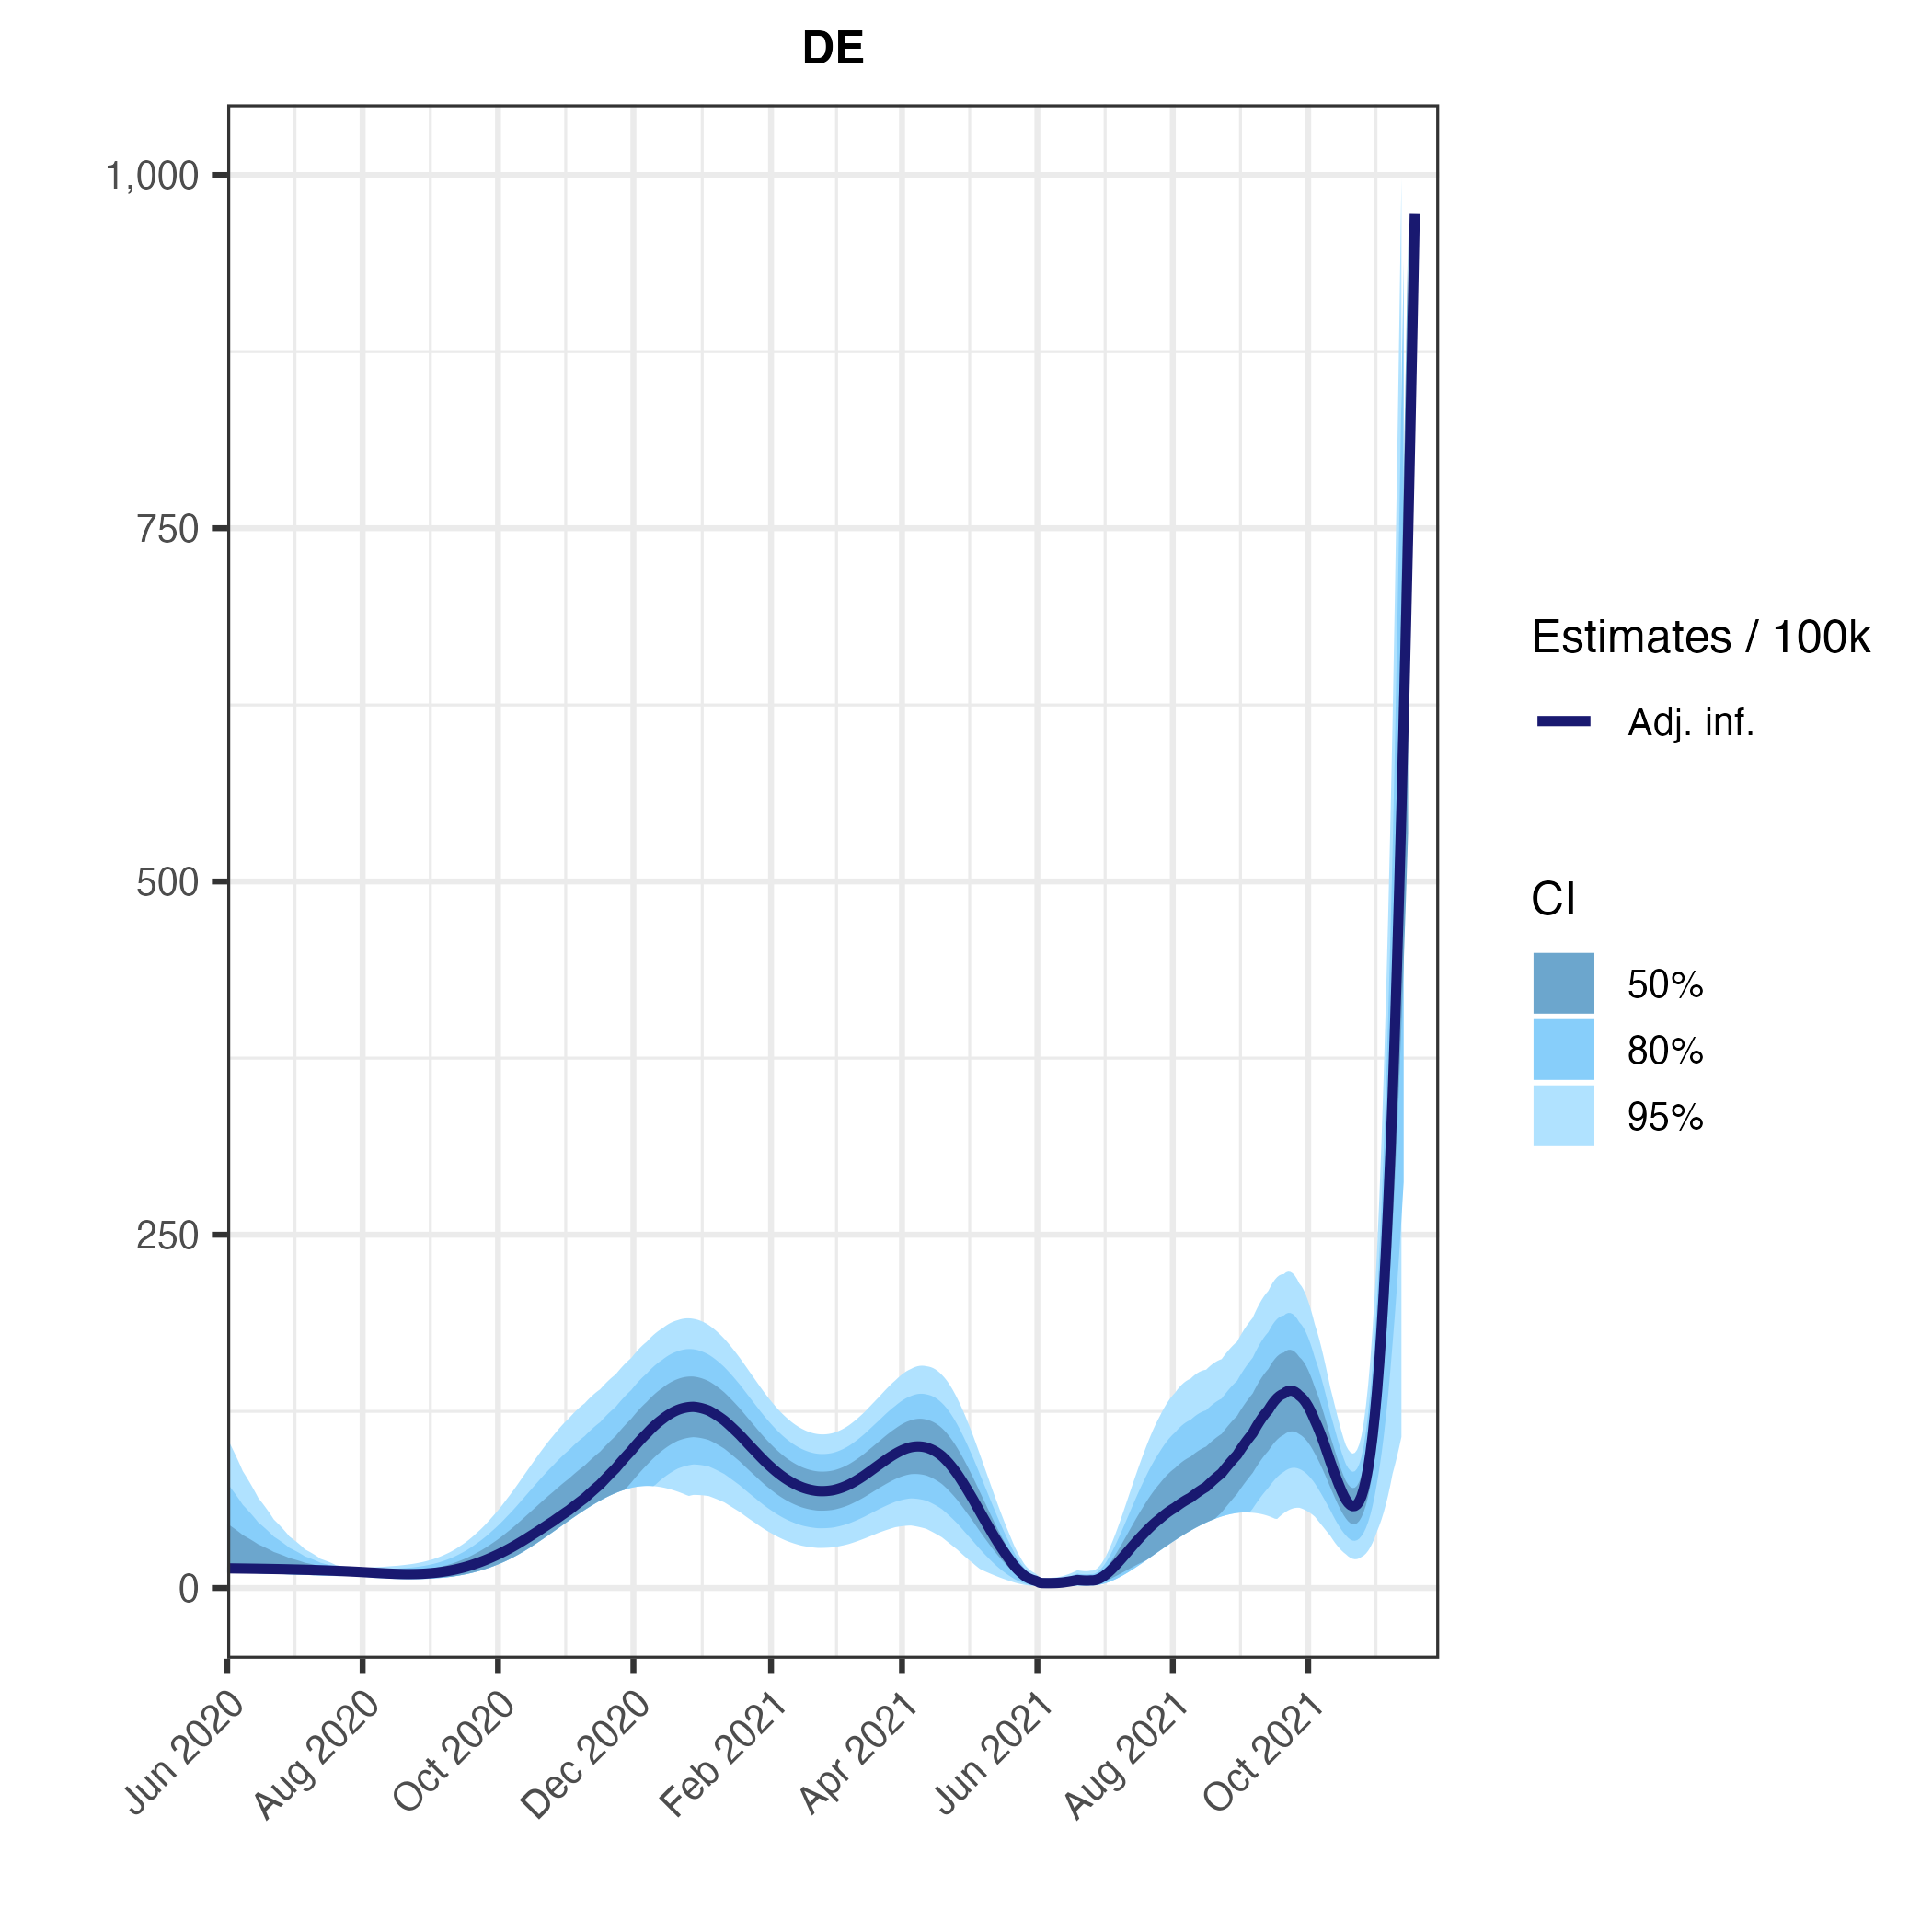 DE
1,000
750
500
250
0
Jun 2020
Aug 2020
Oct 2020
Dec 2020
Feb 2021
Apr 2021
Jun 2021
Aug 2021
Oct 2021
Estimates / 100k
Adj. inf.
CI
50%
80%
95%